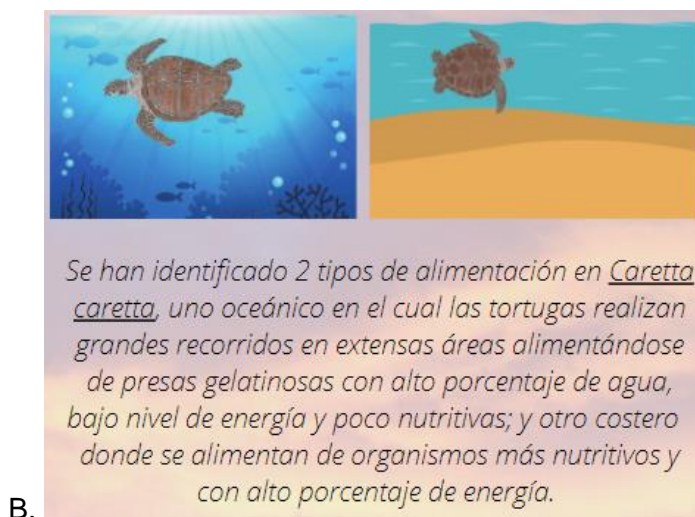 Se han identificado 2 tipos de alimentación en Caretta
caretta, uno oceánico en el cual las tortugas realizan
grandes recorridos en extensas áreas alimentándose
de presas gelatinosas con alto porcentaje de agua,
bajo nivel de energía y poco nutritivas; y otro costero
donde se alimentan de organismos más nutritivos y
con alto porcentaje de energía.
B.